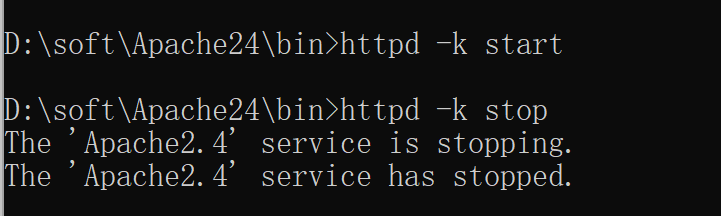 D:\soft\Apache24\bin>httpd -k start
D:\soft\Apache24\bin>httpd -k stop
The 'Apache2.4' service is stopping.
The 'Apache2.4' service has stopped.